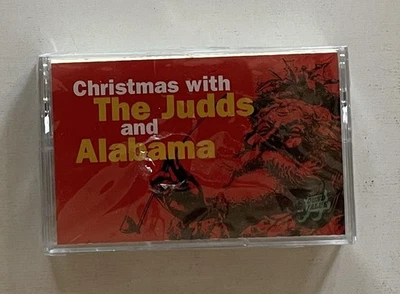 Christmas with
The Judds
and
Alabama